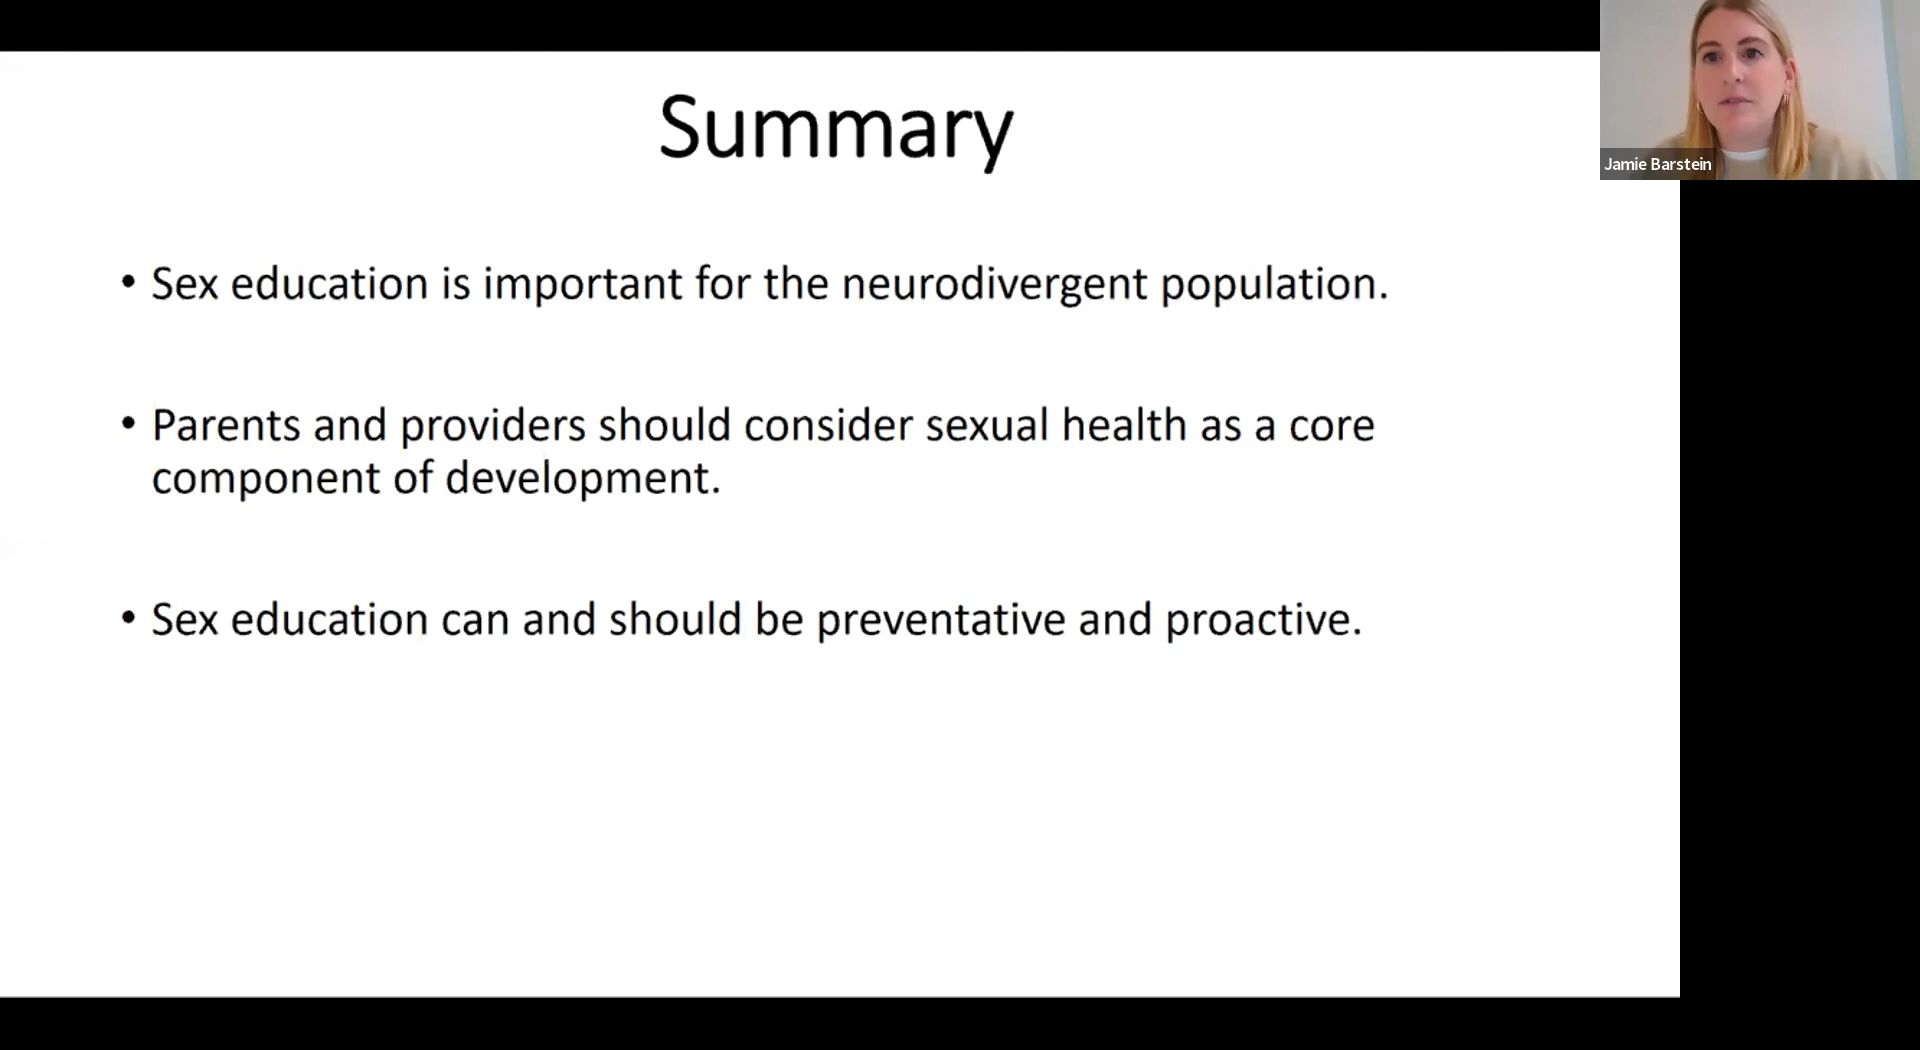 Summary
Jamie Barstein
• Sex education is important for the neurodivergent population.
• Parents and providers should consider sexual health as a core
component of development.
• Sex education can and should be preventative and proactive.